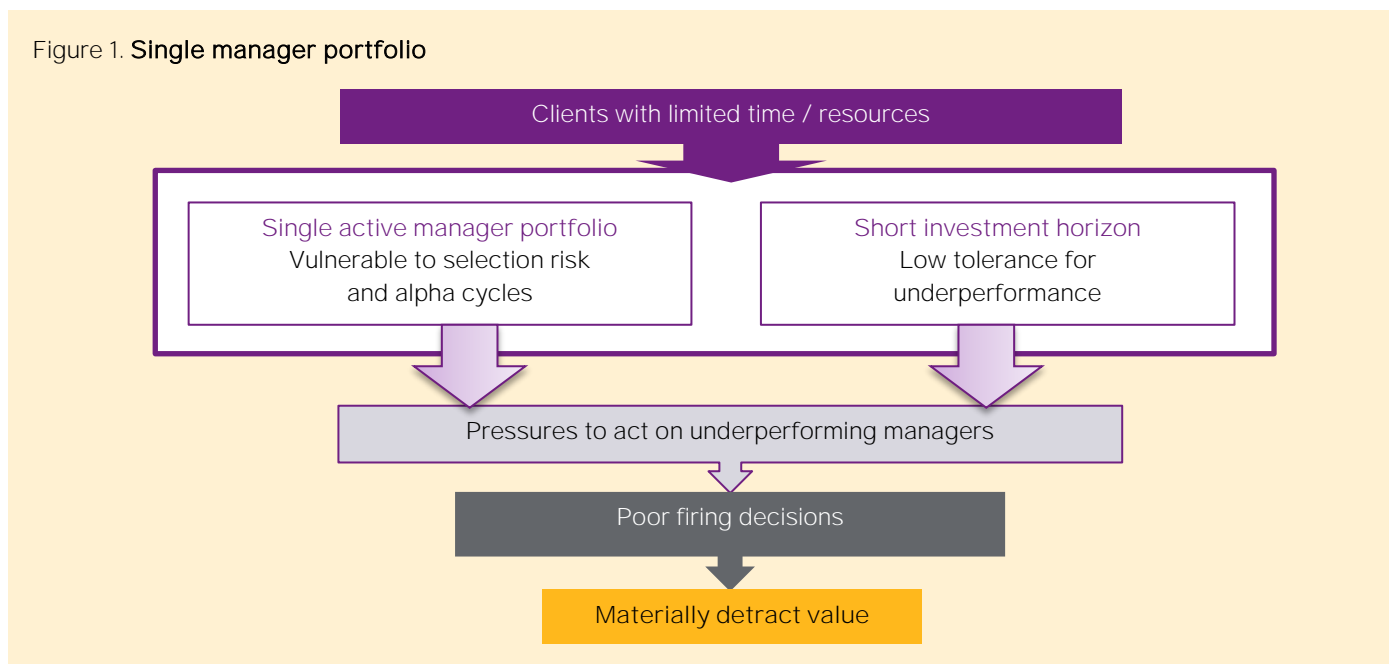 Figure 1. Single manager portfolio
Clients with limited time / resources
Single active manager portfolio
Vulnerable to selection risk
and alpha cycles
Short investment horizon
Low tolerance for
underperformance
Pressures to act on underperforming managers
Poor firing decisions
Materially detract value